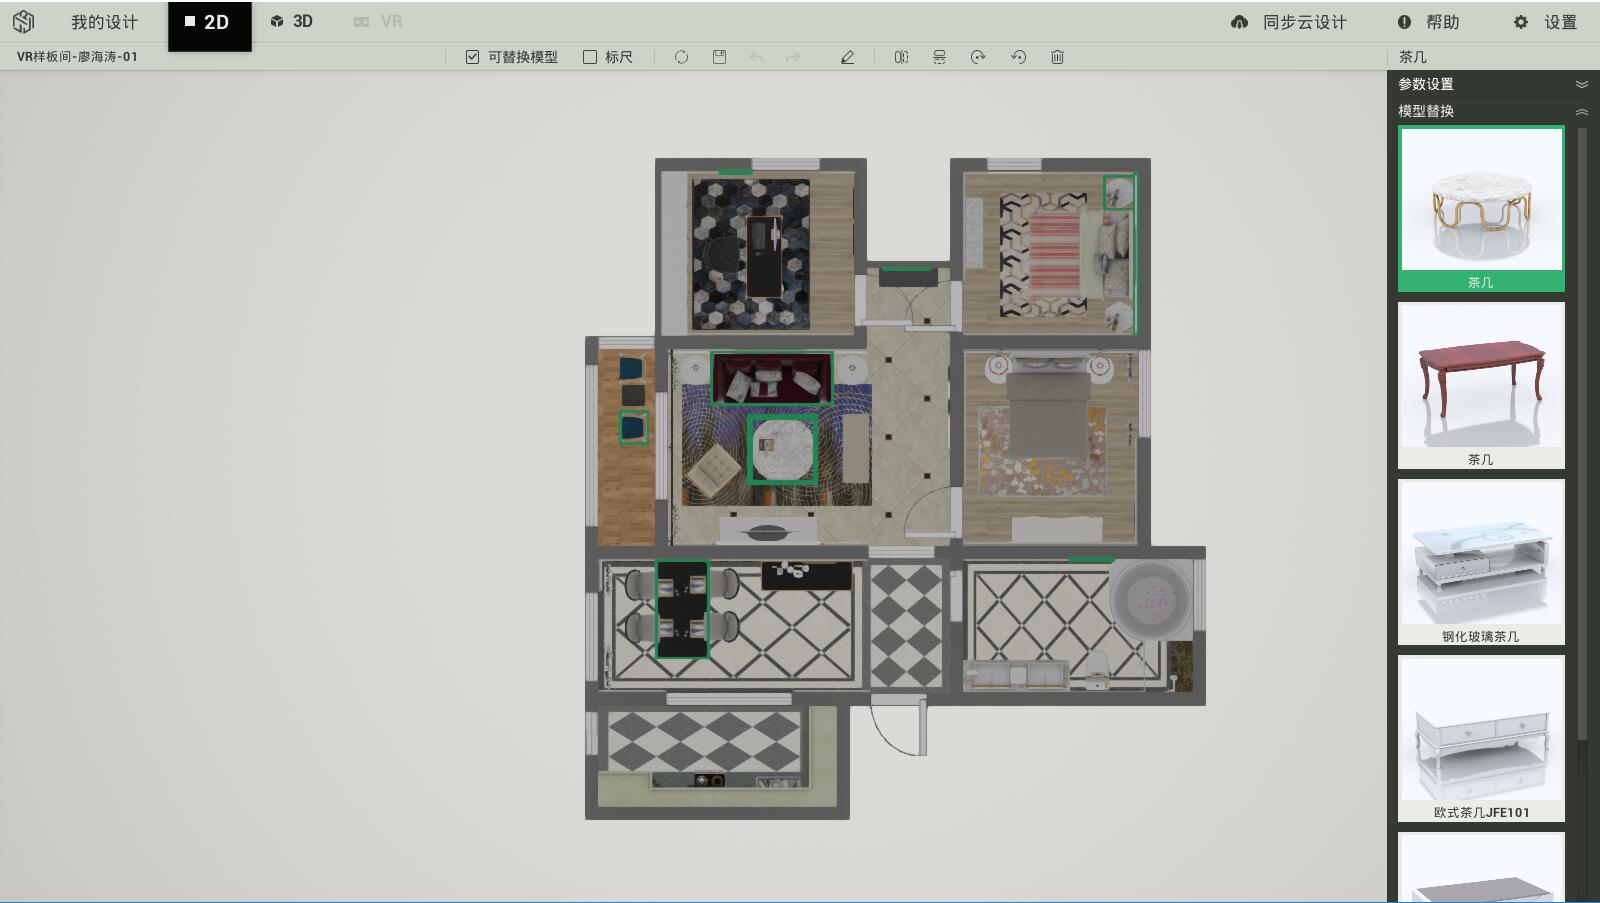 我的设计
2D
3D
VR
同步云设计
帮助
设置
VR样板间-廖海涛-01
可替换模型
标尺
茶几
参数设置
模型替换
茶几
茶几
钢化玻璃茶几
欧式茶几JFE101